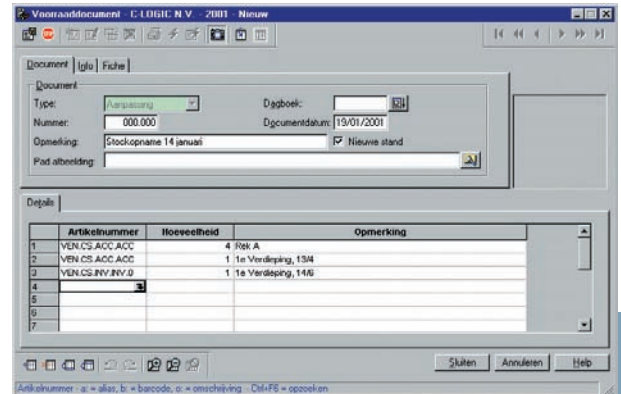 Voorraaddocument - C-LOGIC N.V. - 2001 - Nieuw
Document Info Fiche
Document
Type: Aanpassing Dagboek:
Nummer: 000.000 Documentdatum: 19/01/2001
Opmerking: Stockopname 14 januari Nieuwe stand
Pad afbeelding:
Details
Artikelnummer Hoeveelheid Opmerking
1 VEN.CS.ACC.ACC 4 Rek A
2 VEN.CS.ACC.ACC 1 1e Verdieping, 13/4
3 VEN.CS.INV.INV.0 1 1e Verdieping, 14/6
4
5
6
7
Sluiten Annuleren Help
Artikelnummer - a: = alias, b: = barcode, o: = omschrijving - Ctrl+F6 = opzoeken